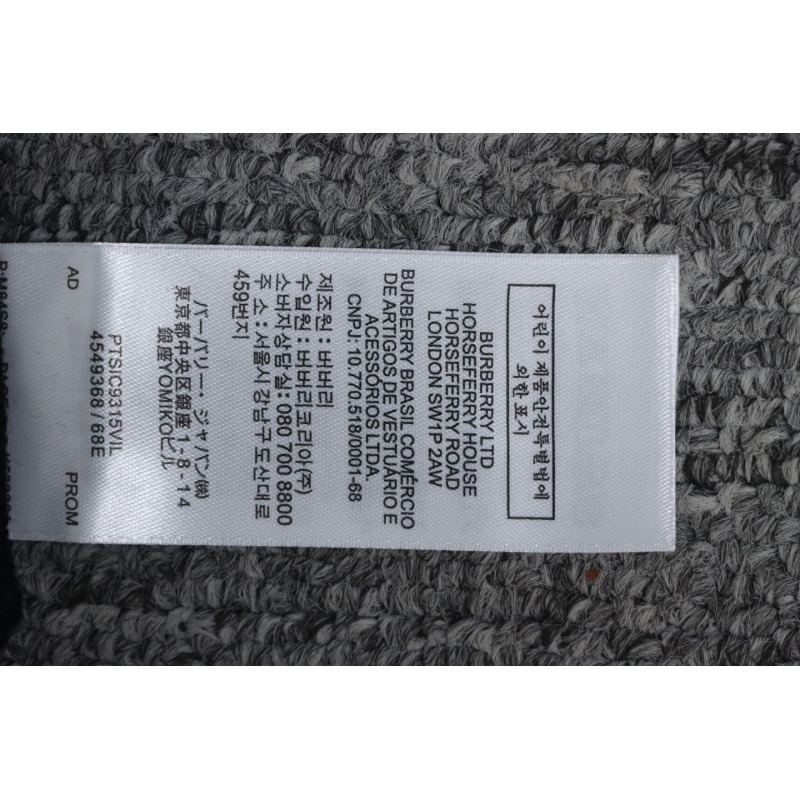 어린이 제품안전특별법에
의한 표시
BURBERRY LTD
HORSEFERRY HOUSE
HORSEFERRY ROAD
LONDON SW1P 2AW
BURBERRY BRASIL COMÉRCIO
DE ARTIGOS DE VESTUÁRIO E
ACESSÓRIOS LTDA.
CNPJ: 10.770.518/0001-68
제조원 : 버버리
수입원 : 버버리코리아(주)
소비자상담실: 080 700 8800
주 소 : 서울시 강남구 도산대로
459번지
バーバリー・ジャパン㈱
東京都中央区銀座1-8-14
銀座YOMIKOビル
PTSIC9315VIL
4549368 / 68E
AD PROM